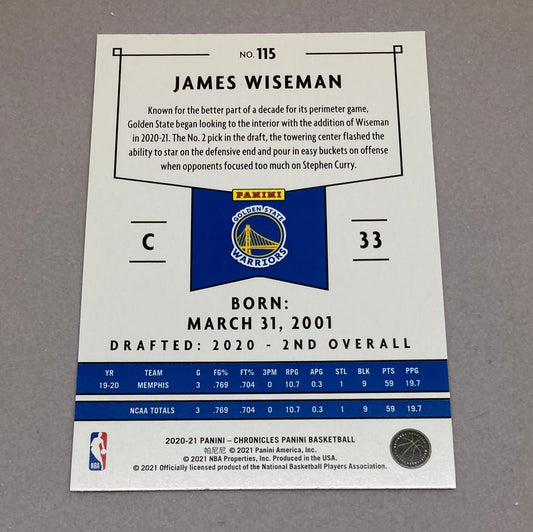 NO. 115
JAMES WISEMAN
Known for the better part of a decade for its perimeter game,
Golden State began looking to the interior with the addition of Wiseman
in 2020-21. The No. 2 pick in the draft, the towering center flashed the
ability to star on the defensive end and pour in easy buckets on offense
when opponents focused too much on Stephen Curry.
PANINI
GOLDEN STATE
WARRIORS
C
33
BORN:
MARCH 31, 2001
DRAFTED: 2020 - 2ND OVERALL
YR TEAM G FG% FT% 3PM RPG APG STL BLK PTS PPG
19-20 MEMPHIS 3 .769 .704 0 10.7 0.3 1 9 59 19.7
NCAA TOTALS 3 .769 .704 0 10.7 0.3 1 9 59 19.7
2020-21 PANINI – CHRONICLES PANINI BASKETBALL
帕尼尼 © 2021 Panini America, Inc.
© 2021 NBA Properties, Inc. Produced in the USA.
© 2021 Officially licensed product of the National Basketball Players Association.
NBA